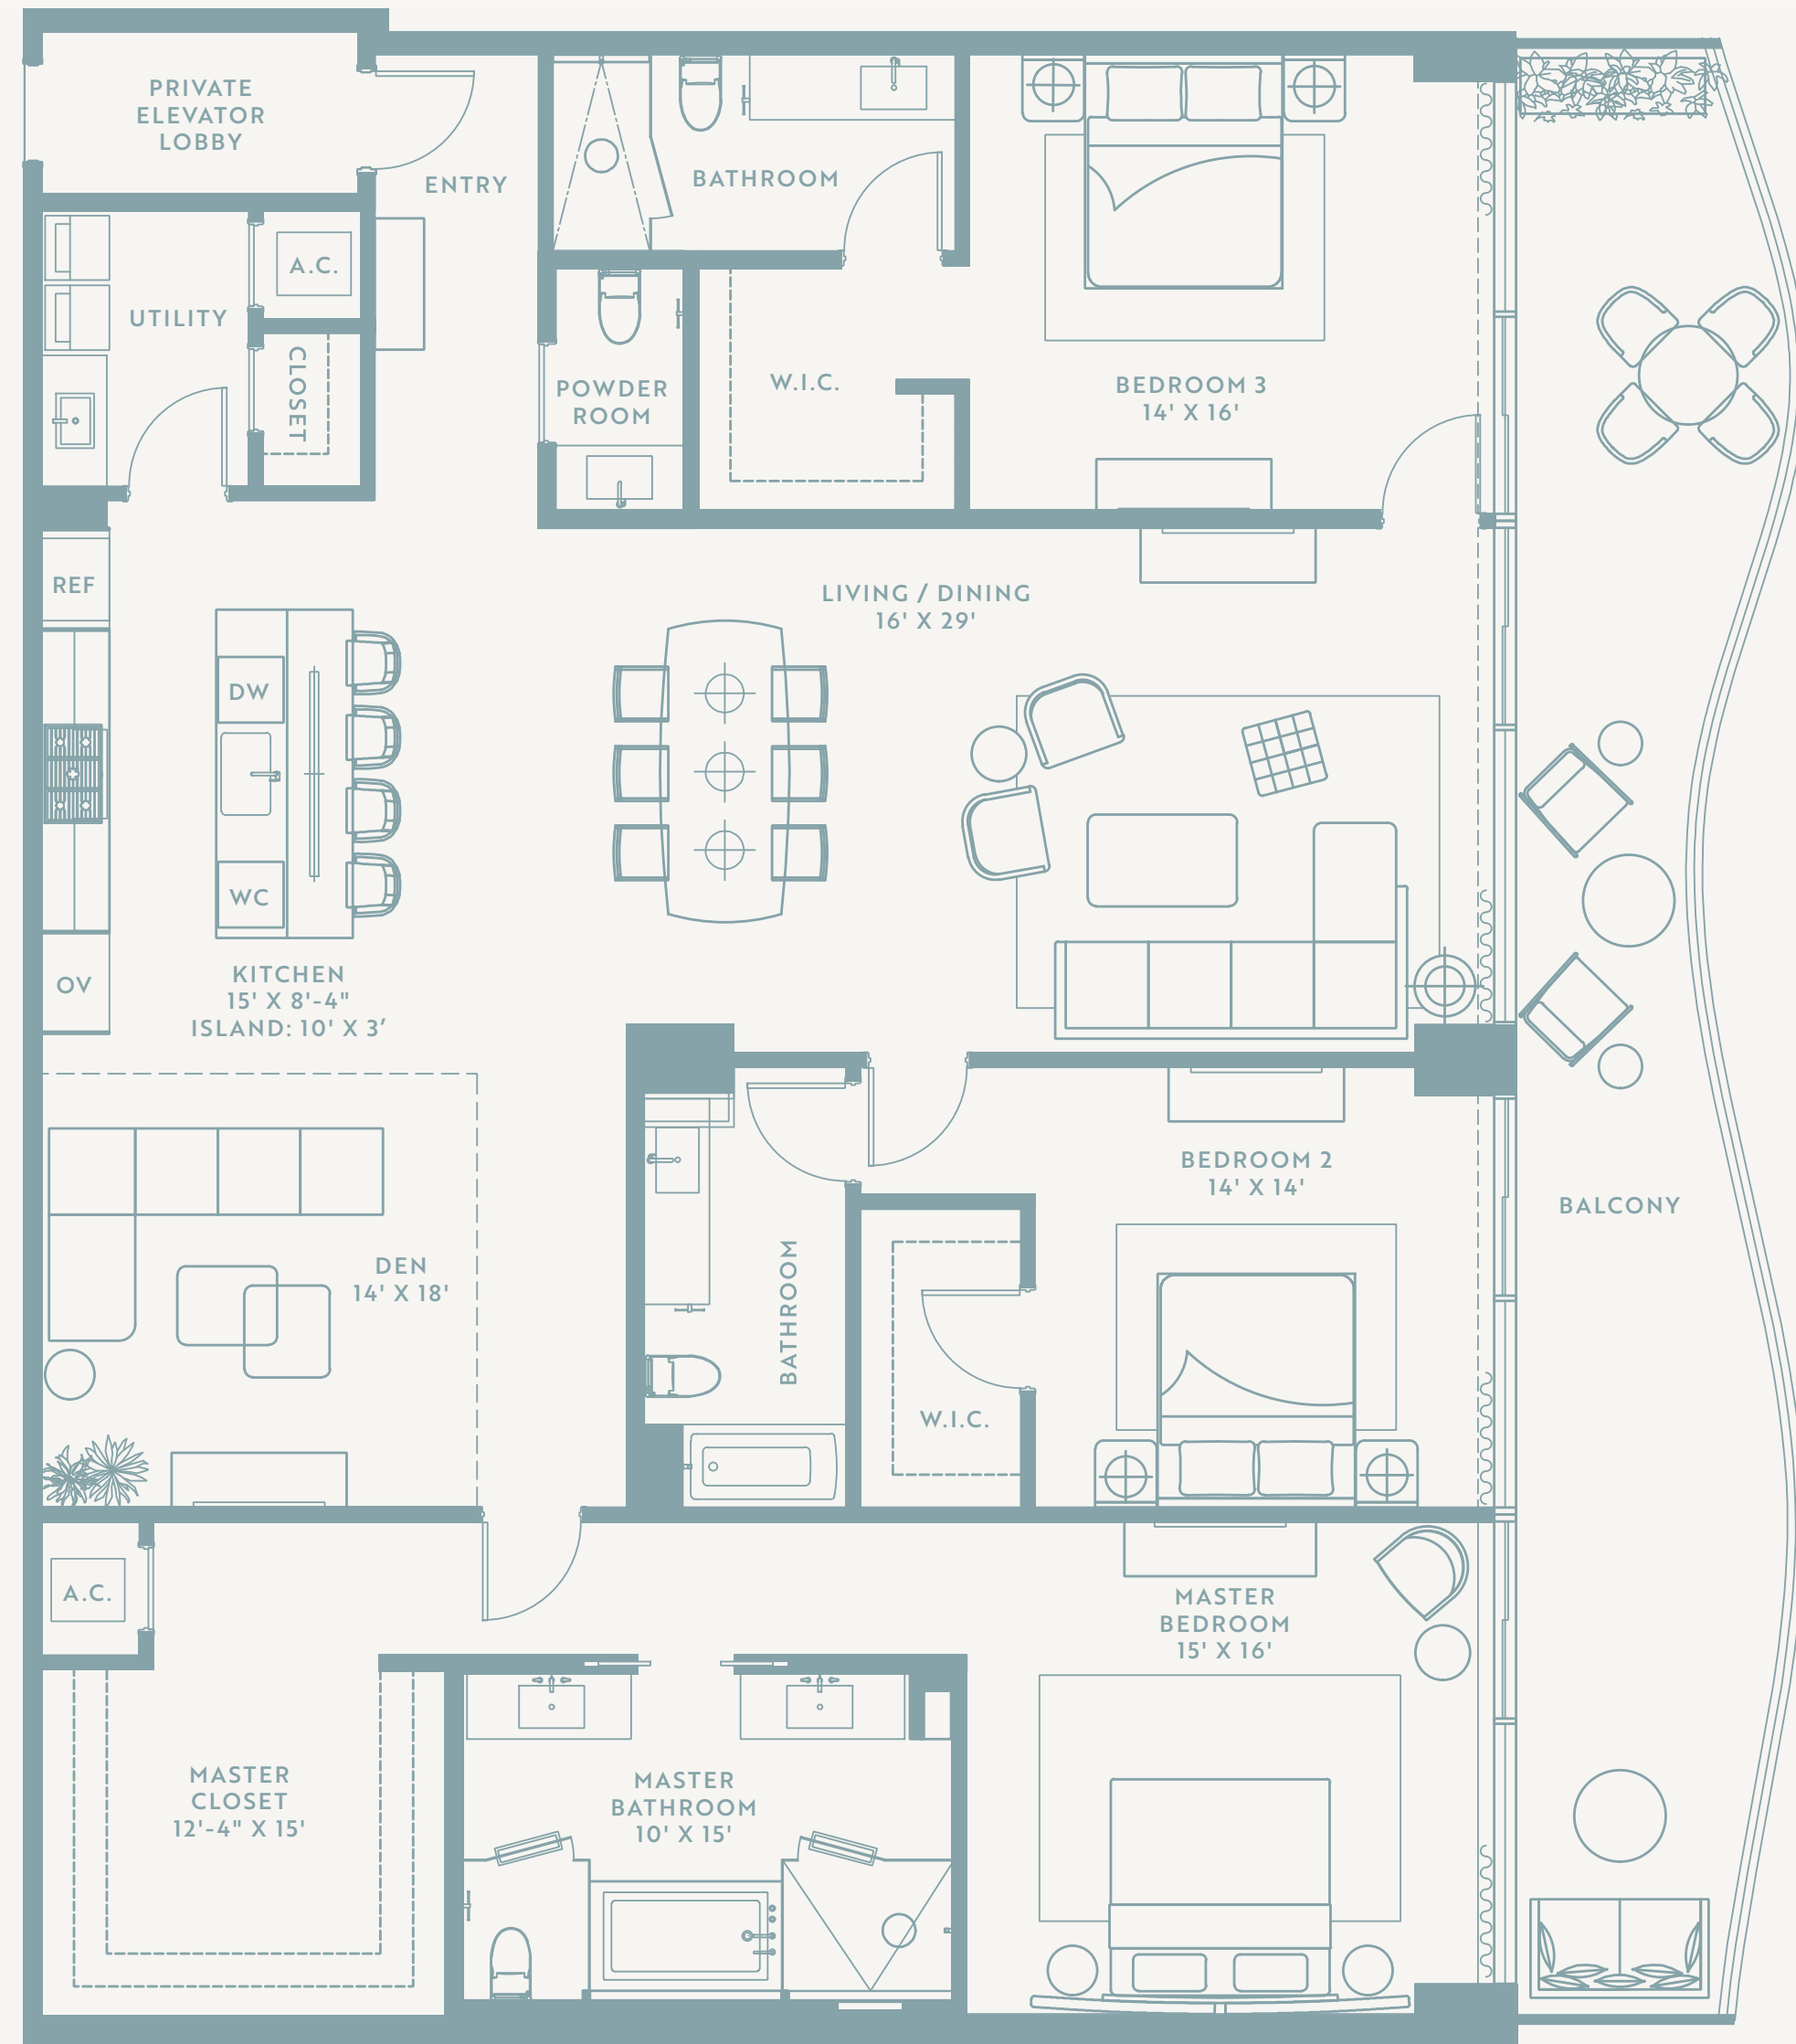 PRIVATE
ELEVATOR
LOBBY
ENTRY
BATHROOM
A.C.
UTILITY
CLOSET
POWDER
ROOM
W.I.C.
BEDROOM 3
14' X 16'
REF
LIVING / DINING
16' X 29'
DW
WC
OV
KITCHEN
15' X 8'-4"
ISLAND: 10' X 3′
BEDROOM 2
14' X 14'
BALCONY
DEN
14' X 18'
BATHROOM
W.I.C.
A.C.
MASTER
BEDROOM
15' X 16'
MASTER
CLOSET
12'-4" X 15'
MASTER
BATHROOM
10' X 15'